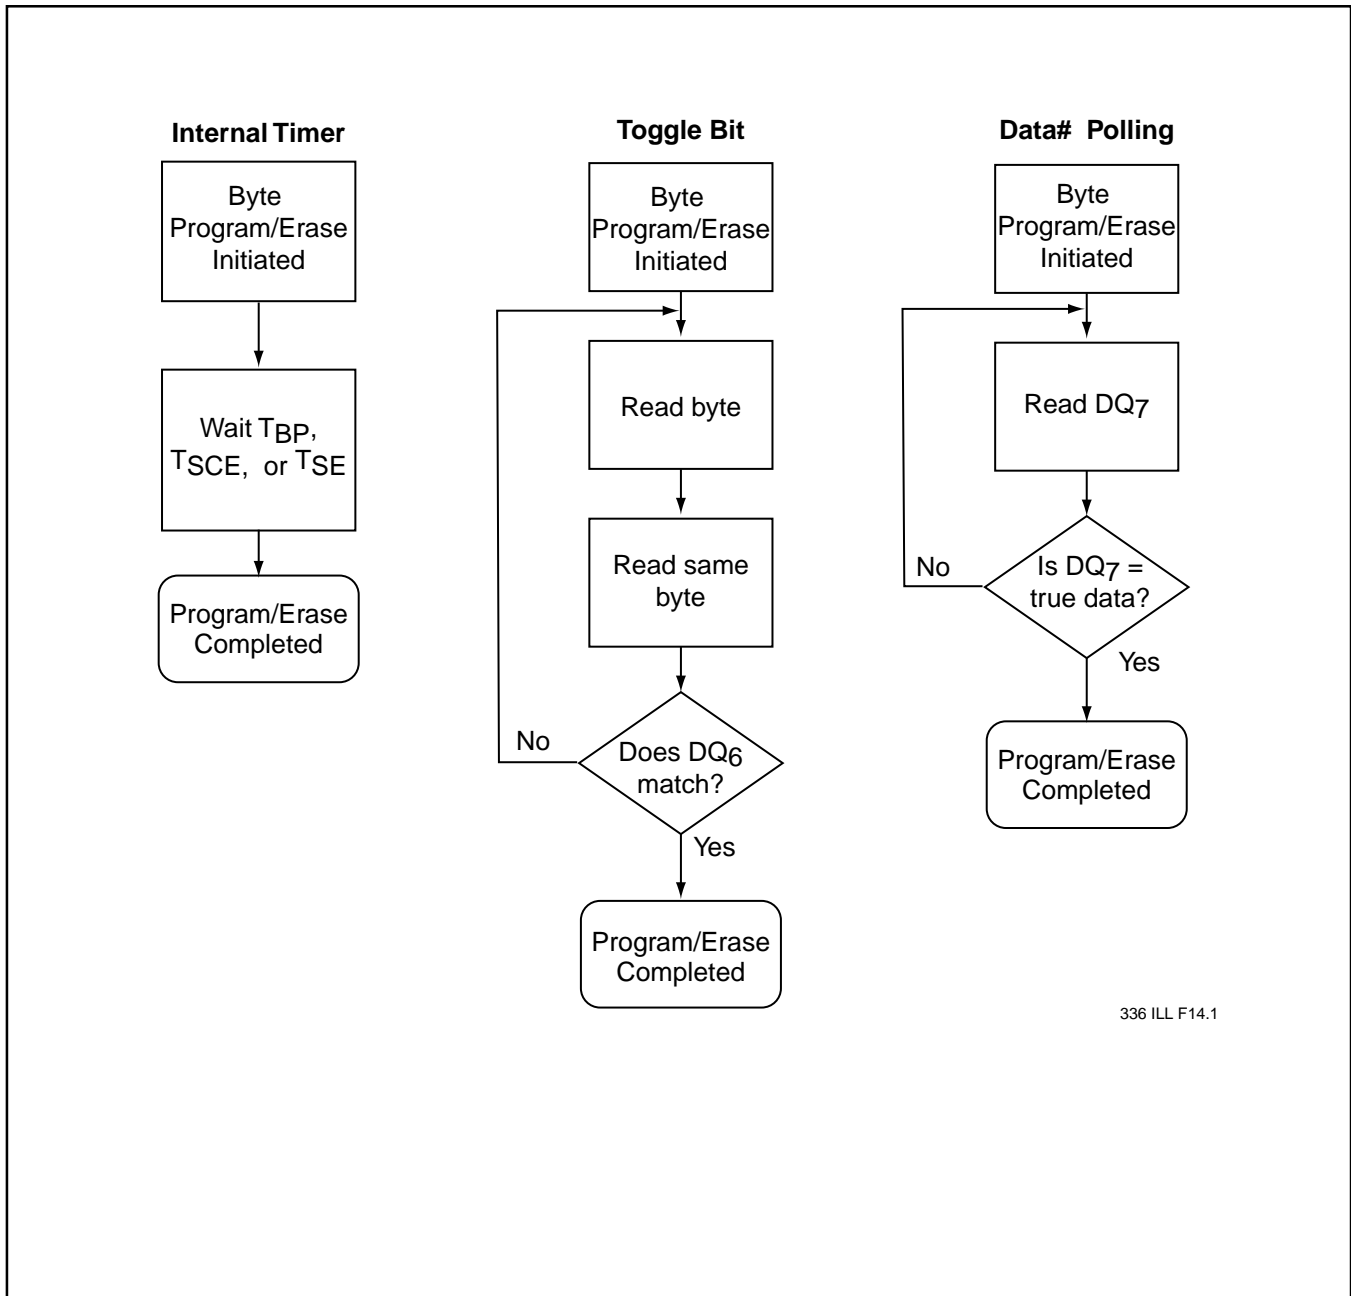 Internal Timer
Byte
Program/Erase
Initiated
Wait TBP,
TSCE, or TSE
Program/Erase
Completed
Toggle Bit
Byte
Program/Erase
Initiated
Read byte
Read same
byte
No
Does DQ6
match?
Yes
Program/Erase
Completed
Data# Polling
Byte
Program/Erase
Initiated
Read DQ7
No
Is DQ7 =
true data?
Yes
Program/Erase
Completed
336 ILL F14.1